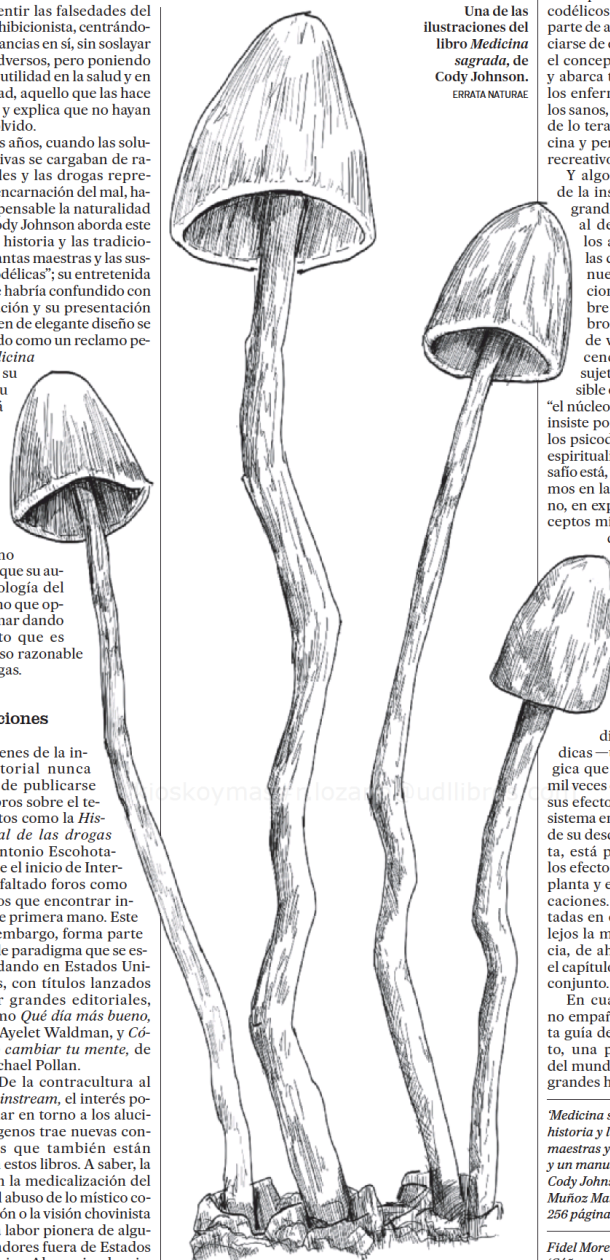 entir las falsedades del
hibicionista, centrándo-
ancias en sí, sin soslayar
dversos, pero poniendo
utilidad en la salud y en
ad, aquello que las hace
y explica que no hayan
lvido.
s años, cuando las solu-
ivas se cargaban de ra-
les y las drogas repre-
encarnación del mal, ha-
pensable la naturalidad
ody Johnson aborda este
historia y las tradicio-
antas maestras y las sus-
odélicas”; su entretenida
e habría confundido con
ción y su presentación
en de elegante diseño se
do como un reclamo pe-
dicina
su
u
no
que su au-
ología del
no que op-
nar dando
to que es
so razonable
gas.
ciones
enes de la in-
torial nunca
de publicarse
bros sobre el te-
tos como la His-
al de las drogas
ntonio Escohota-
e el inicio de Inter-
faltado foros como
os que encontrar in-
e primera mano. Este
embargo, forma parte
de paradigma que se es-
dando en Estados Uni-
s, con títulos lanzados
r grandes editoriales,
mo Qué día más bueno,
Ayelet Waldman, y Có-
cambiar tu mente, de
chael Pollan.
De la contracultura al
instream, el interés po-
ar en torno a los aluci-
genos trae nuevas con-
s que también están
estos libros. A saber, la
n la medicalización del
l abuso de lo místico co-
ón o la visión chovinista
a labor pionera de algu-
dores fuera de Estados
Una de las
ilustraciones del
libro Medicina
sagrada, de
Cody Johnson.
ERRATA NATURAE
codélicos
parte de a
ciarse de
el concep
y abarca t
los enferm
los sanos,
de lo tera
cina y per
recreativo
Y algo
de la ins
grand
al de
los a
las c
nue
cion
bre
bro
de v
cenc
sujet
sible
“el núcleo
insiste po
los psicod
espirituali
safío está,
mos en la
no, en exp
ceptos mi
di
dicas —
gica que
mil veces
sus efecto
sistema en
de su desc
ta, está p
los efecto
planta y e
caciones.
tadas en
lejos la m
cia, de ah
el capítulo
conjunto.
En cua
no empañ
ta guía de
to, una p
del mund
grandes h
‘Medicina s
historia y l
maestras y
y un manu
Cody Johns
Muñoz Ma
256 página
Fidel More